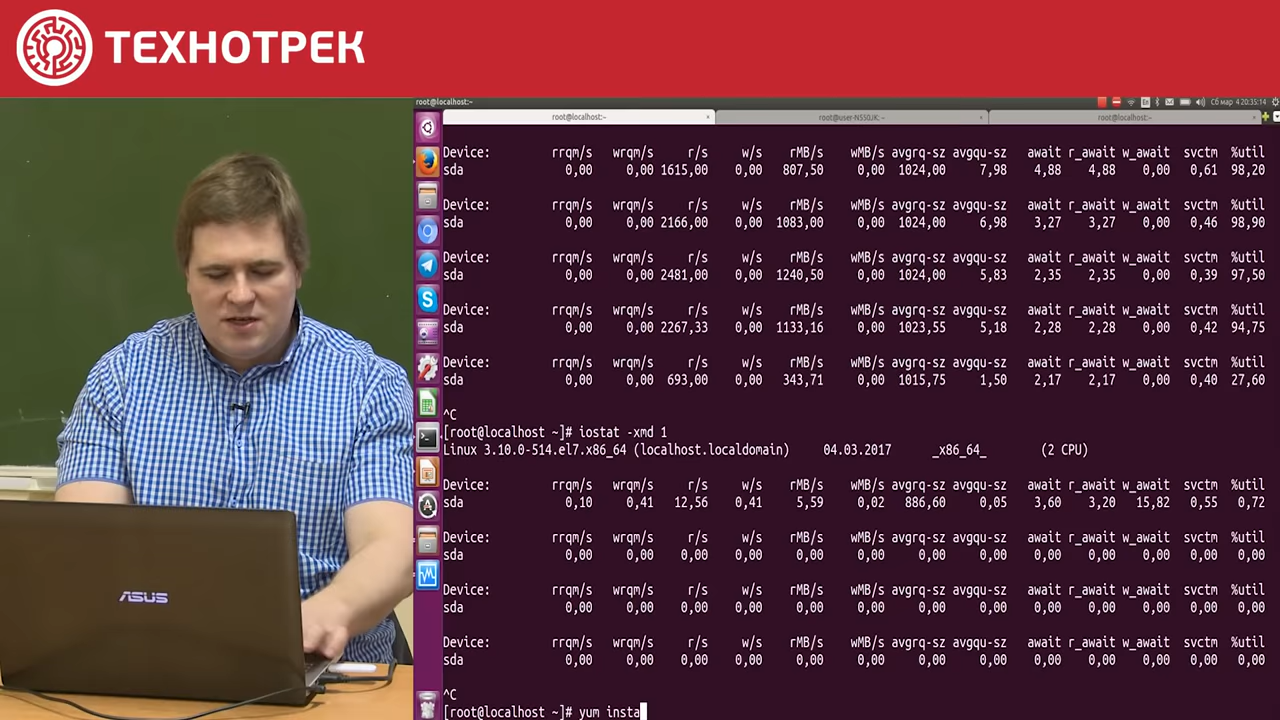 ТЕХНОТРЕК
root@localhost:~
Сб мар 4 20:35:14
root@localhost:~ root@user-N550JK: ~ root@localhost:~
Device: rrqm/s wrqm/s r/s w/s rMB/s wMB/s avgrq-sz avgqu-sz await r_await w_await svctm %util
sda 0,00 0,00 1615,00 0,00 807,50 0,00 1024,00 7,98 4,88 4,88 0,00 0,61 98,20
Device: rrqm/s wrqm/s r/s w/s rMB/s wMB/s avgrq-sz avgqu-sz await r_await w_await svctm %util
sda 0,00 0,00 2166,00 0,00 1083,00 0,00 1024,00 6,98 3,27 3,27 0,00 0,46 98,90
Device: rrqm/s wrqm/s r/s w/s rMB/s wMB/s avgrq-sz avgqu-sz await r_await w_await svctm %util
sda 0,00 0,00 2481,00 0,00 1240,50 0,00 1024,00 5,83 2,35 2,35 0,00 0,39 97,50
Device: rrqm/s wrqm/s r/s w/s rMB/s wMB/s avgrq-sz avgqu-sz await r_await w_await svctm %util
sda 0,00 0,00 2267,33 0,00 1133,16 0,00 1023,55 5,18 2,28 2,28 0,00 0,42 94,75
Device: rrqm/s wrqm/s r/s w/s rMB/s wMB/s avgrq-sz avgqu-sz await r_await w_await svctm %util
sda 0,00 0,00 693,00 0,00 343,71 0,00 1015,75 1,50 2,17 2,17 0,00 0,40 27,60
^C
[root@localhost ~]# iostat -xmd 1
Linux 3.10.0-514.el7.x86_64 (localhost.localdomain) 04.03.2017 _x86_64_ (2 CPU)
Device: rrqm/s wrqm/s r/s w/s rMB/s wMB/s avgrq-sz avgqu-sz await r_await w_await svctm %util
sda 0,10 0,41 12,56 0,41 5,59 0,02 886,60 0,05 3,60 3,20 15,82 0,55 0,72
Device: rrqm/s wrqm/s r/s w/s rMB/s wMB/s avgrq-sz avgqu-sz await r_await w_await svctm %util
sda 0,00 0,00 0,00 0,00 0,00 0,00 0,00 0,00 0,00 0,00 0,00 0,00 0,00
Device: rrqm/s wrqm/s r/s w/s rMB/s wMB/s avgrq-sz avgqu-sz await r_await w_await svctm %util
sda 0,00 0,00 0,00 0,00 0,00 0,00 0,00 0,00 0,00 0,00 0,00 0,00 0,00
Device: rrqm/s wrqm/s r/s w/s rMB/s wMB/s avgrq-sz avgqu-sz await r_await w_await svctm %util
sda 0,00 0,00 0,00 0,00 0,00 0,00 0,00 0,00 0,00 0,00 0,00 0,00 0,00
^C
[root@localhost ~]# yum insta
ASUS